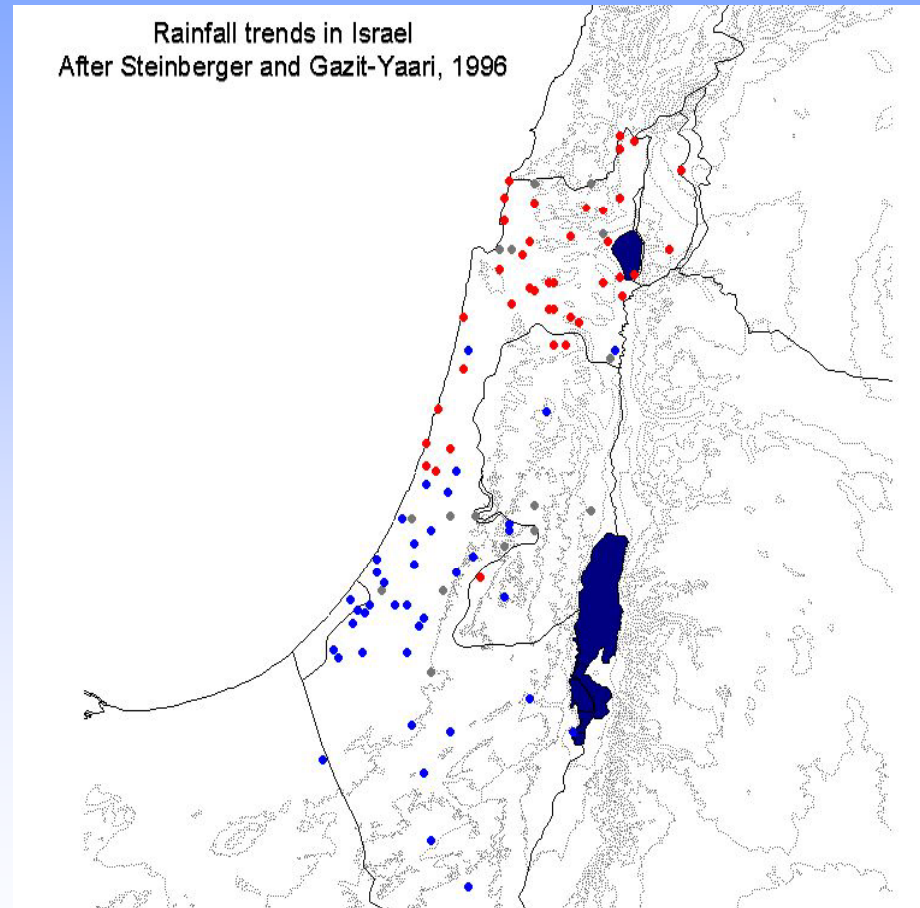 Rainfall trends in Israel
After Steinberger and Gazit-Yaari, 1996